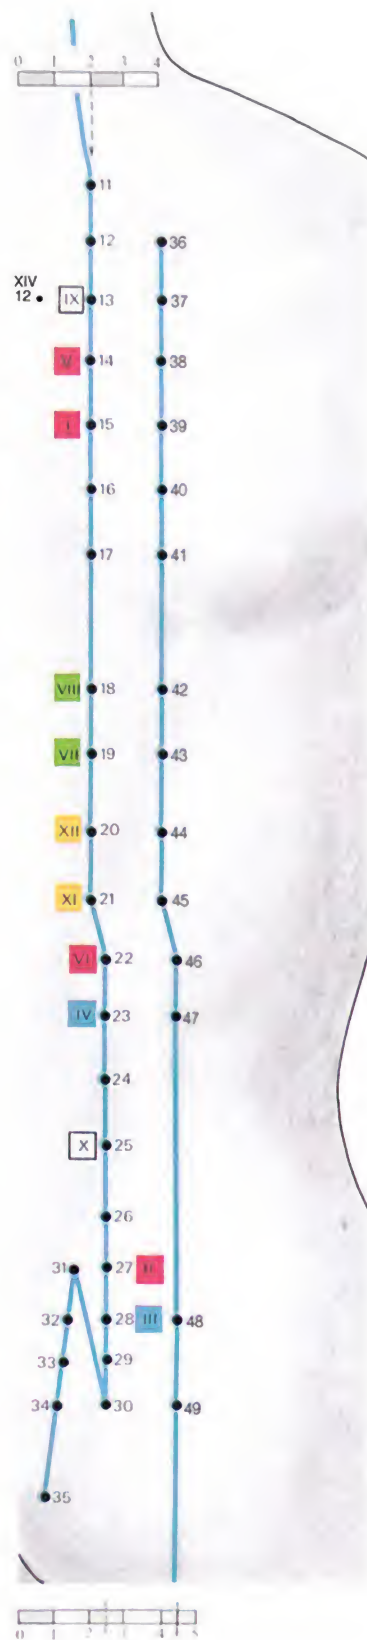 0 1 2 3 4
11
12 36
XIV
12 IX 13 37
V 14 38
I 15 39
16 40
17 41
VIII 18 42
VII 19 43
XII 20 44
XI 21 45
VI 22 46
IV 23 47
24
X 25
26
31 27 II
32 28 III 48
33 29
34 30 49
35
0 1 2 3 4 5